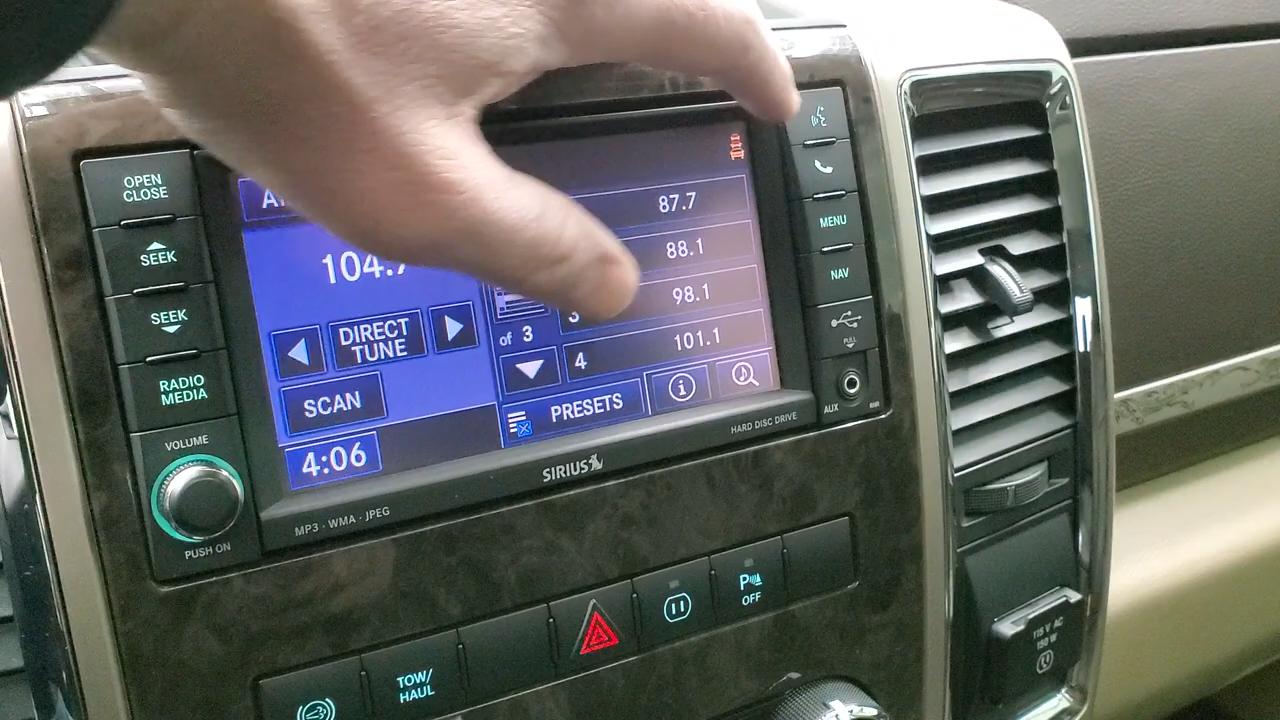 OPEN
CLOSE
SEEK
SEEK
RADIO
MEDIA
VOLUME
PUSH ON
104.7
DIRECT
TUNE
SCAN
4:06
87.7
88.1
of 3
3
98.1
4
101.1
PRESETS
i
MENU
NAV
PULL
AUX
HARD DISC DRIVE
SIRIUS
MP3 · WMA · JPEG
TOW/
HAUL
P
OFF
115 V AC
150 W